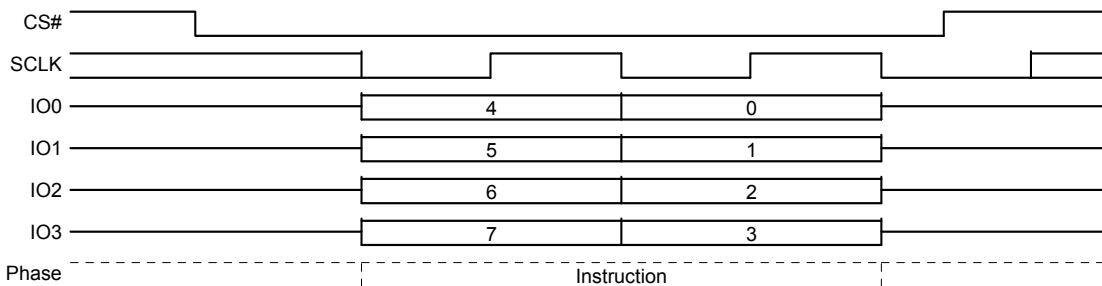 CS#
SCLK
IO0 4 0
IO1 5 1
IO2 6 2
IO3 7 3
Phase Instruction